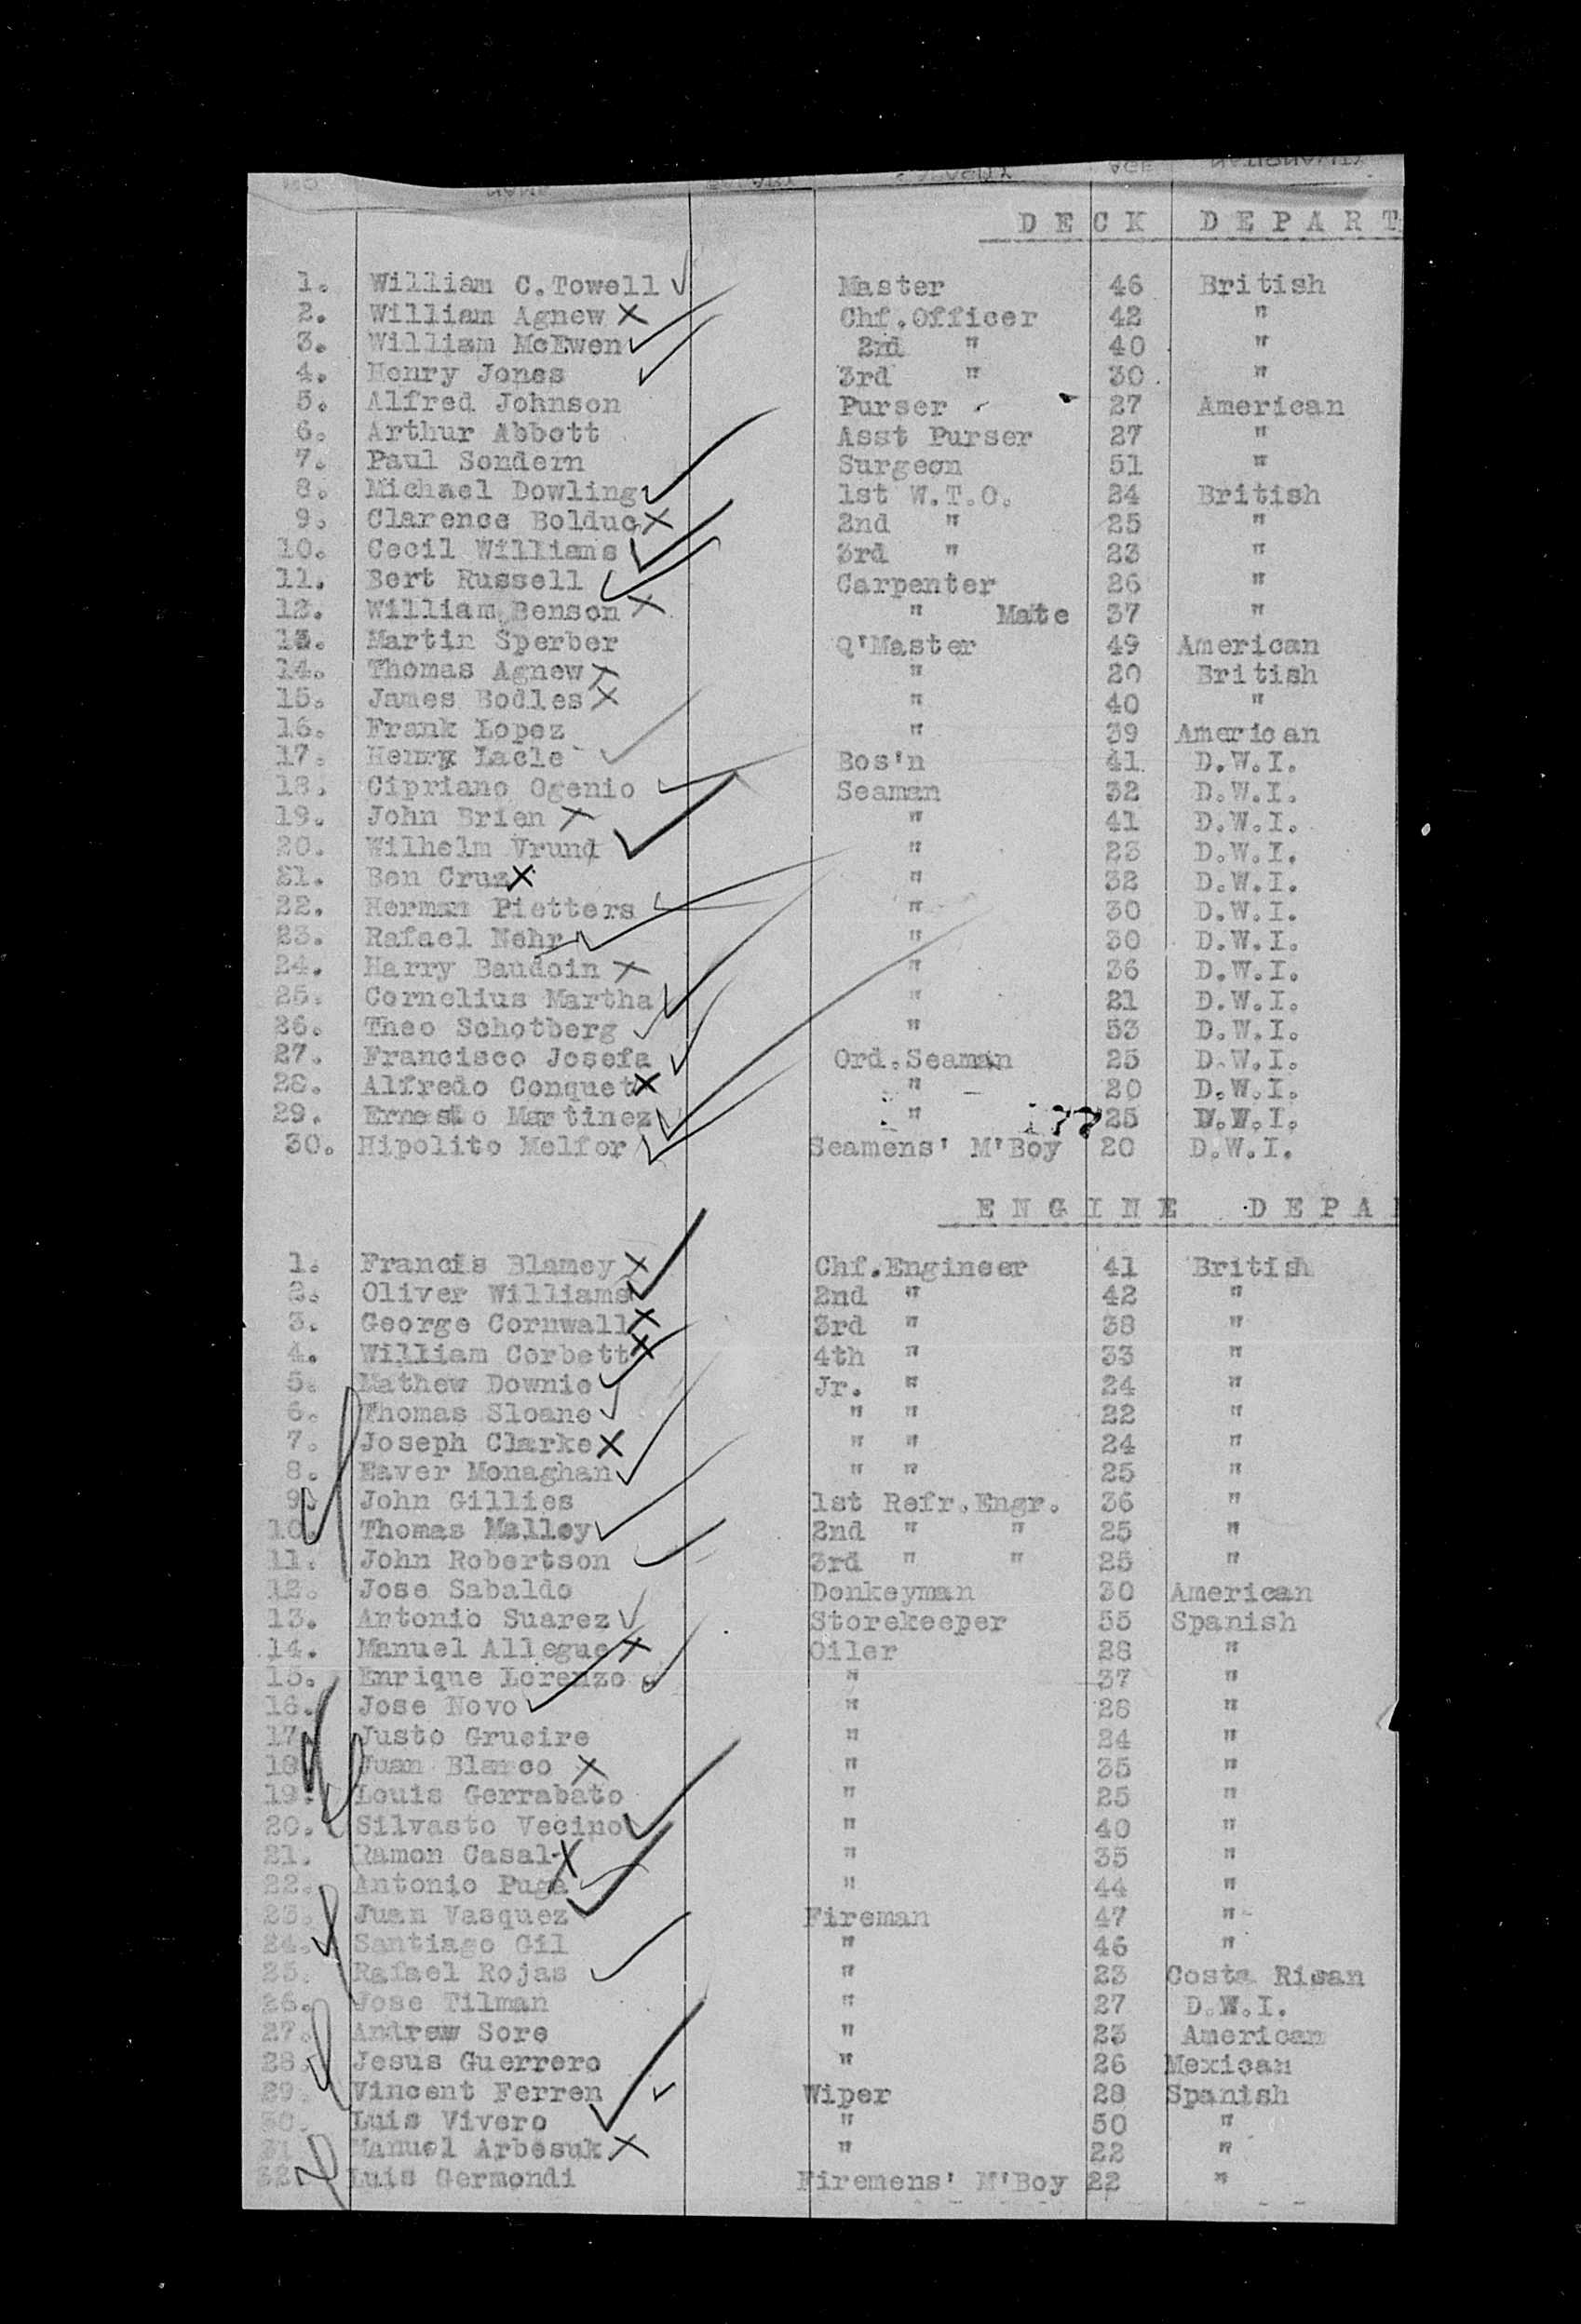 NO. NAME AGE NATIONALITY
DECK DEPART
1. William C.Towell Master 46 British
2. William Agnew Chf.Officer 42 "
3. William McEwen 2nd " 40 "
4. Henry Jones 3rd " 30 "
5. Alfred Johnson Purser 27 American
6. Arthur Abbott Asst Purser 27 "
7. Paul Sondern Surgeon 51 "
8. Michael Dowling 1st W.T.O. 24 British
9. Clarence Bolduc 2nd " 25 "
10. Cecil Williams 3rd " 23 "
11. Bert Russell Carpenter 26 "
12. William Benson " Mate 37 "
13. Martin Sperber Q'Master 49 American
14. Thomas Agnew " 20 British
15. James Bodles " 40 "
16. Frank Lopez " 39 American
17. Henry Lacle Bos'n 41 D.W.I.
18. Cipriano Ogenio Seaman 32 D.W.I.
19. John Brien " 41 D.W.I.
20. Wilhelm Vrund " 23 D.W.I.
21. Ben Cruz " 32 D.W.I.
22. Herman Pietters " 30 D.W.I.
23. Rafael Nehr " 30 D.W.I.
24. Harry Baudoin " 36 D.W.I.
25. Cornelius Martha " 21 D.W.I.
26. Theo Schotberg " 53 D.W.I.
27. Francisco Josefa Ord.Seaman 25 D.W.I.
28. Alfredo Conquet " 20 D.W.I.
29. Ernesto Martinez " 25 D.W.I.
30. Hipolito Melfor Seamens' M'Boy 20 D.W.I.
ENGINE DEPA
1. Francis Blamey Chf.Engineer 41 British
2. Oliver Williams 2nd " 42 "
3. George Cornwall 3rd " 38 "
4. William Corbett 4th " 33 "
5. Mathew Downie Jr. " 24 "
6. Thomas Sloane " " 22 "
7. Joseph Clarke " " 24 "
8. Eaver Monaghan " " 25 "
9. John Gillies 1st Refr.Engr. 36 "
10. Thomas Malloy 2nd " " 25 "
11. John Robertson 3rd " " 25 "
12. Jose Sabaldo Donkeyman 30 American
13. Antonio Suarez Storekeeper 55 Spanish
14. Manuel Allegue Oiler 28 "
15. Enrique Lorenzo " 37 "
16. Jose Novo " 28 "
17. Justo Grueire " 24 "
18. Juan Blanco " 35 "
19. Louis Gerrabato " 25 "
20. Silvasto Vecino " 40 "
21. Ramon Casal " 35 "
22. Antonio Puga " 44 "
23. Juan Vasquez Fireman 47 "
24. Santiago Gil " 46 "
25. Rafael Rojas " 23 Costa Rican
26. Jose Tilman " 27 D.W.I.
27. Andrew Sore " 23 American
28. Jesus Guerrero " 26 Mexican
29. Vincent Ferren Wiper 28 Spanish
30. Luis Vivero " 50 "
31 Manuel Arbesuk " 22 "
32 Luis Germondi Firemens' M'Boy 22 "